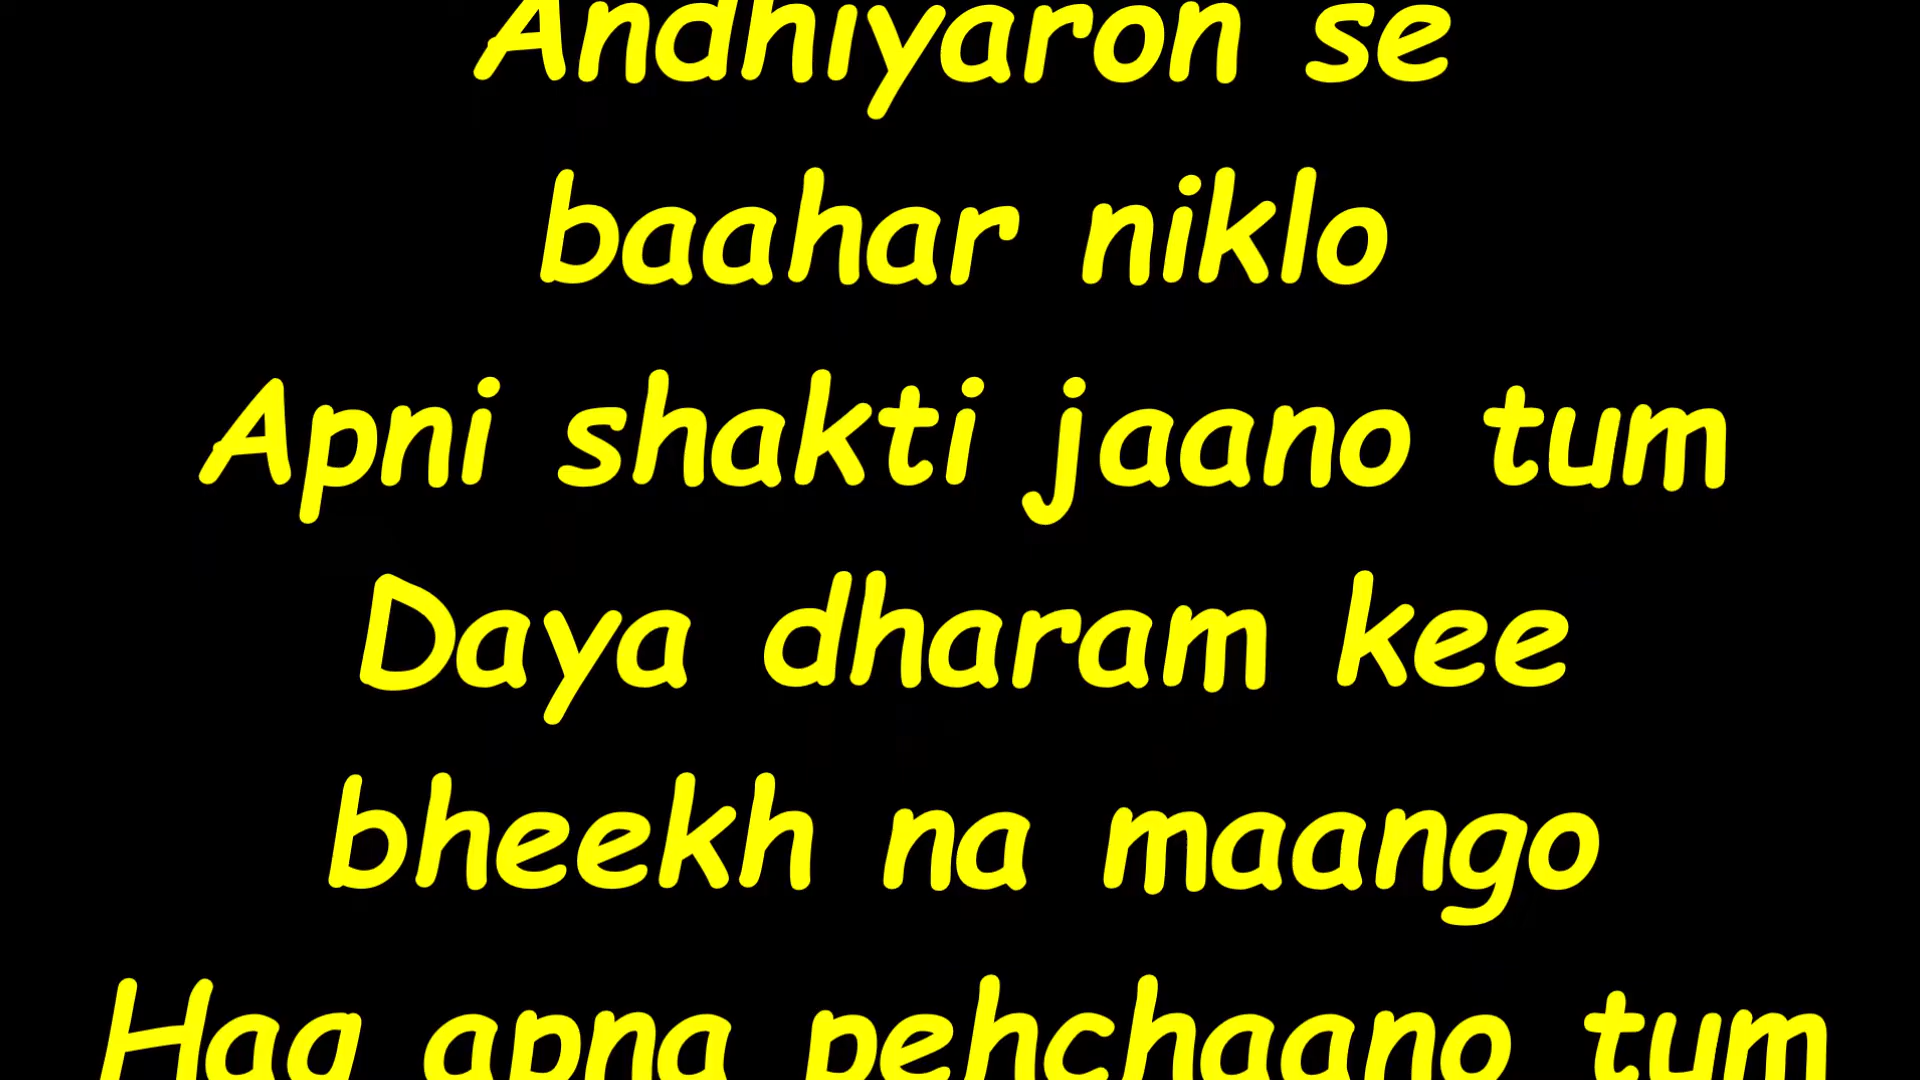 Andhiyaron se
baahar niklo
Apni shakti jaano tum
Daya dharam kee
bheekh na maango
Haq apna pehchaano tum